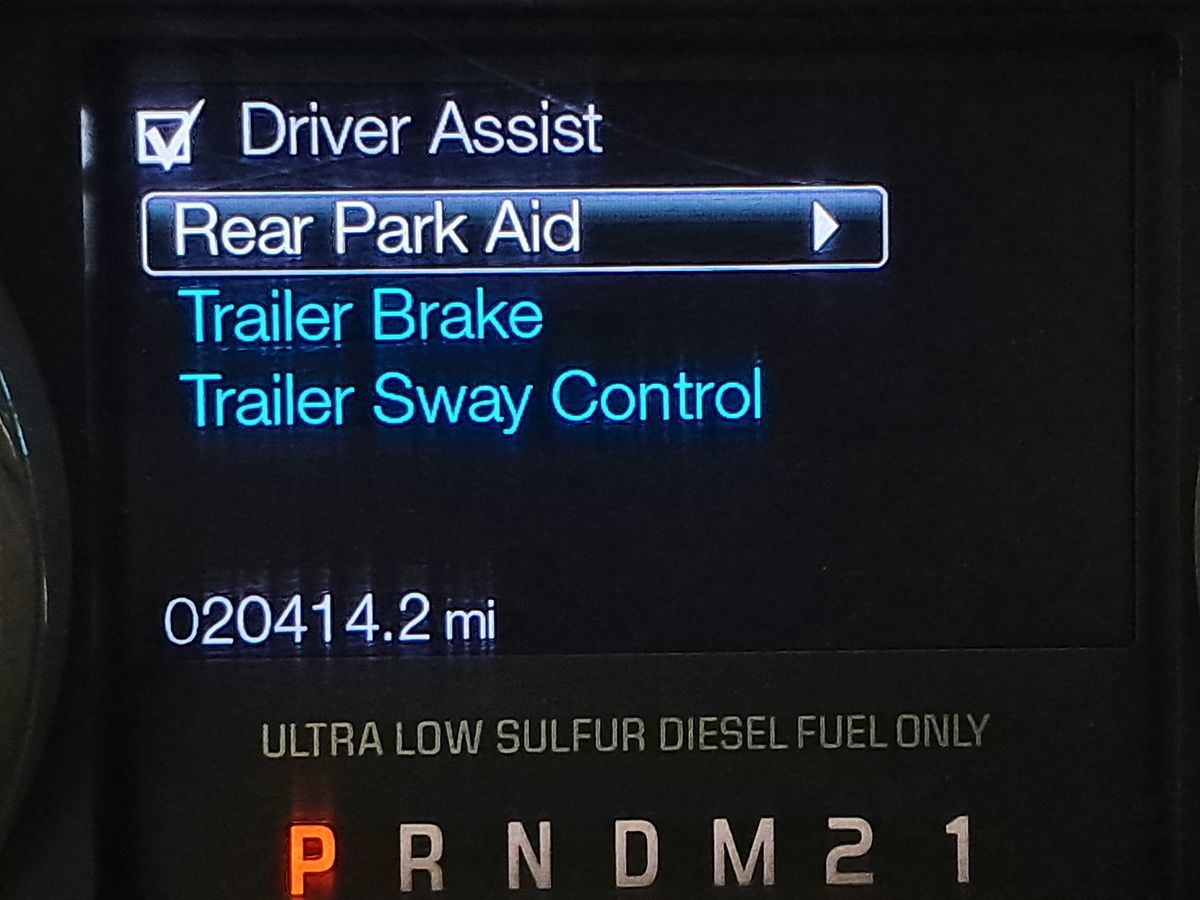 Driver Assist
Rear Park Aid
Trailer Brake
Trailer Sway Control
020414.2 mi
ULTRA LOW SULFUR DIESEL FUEL ONLY
P R N D M 2 1